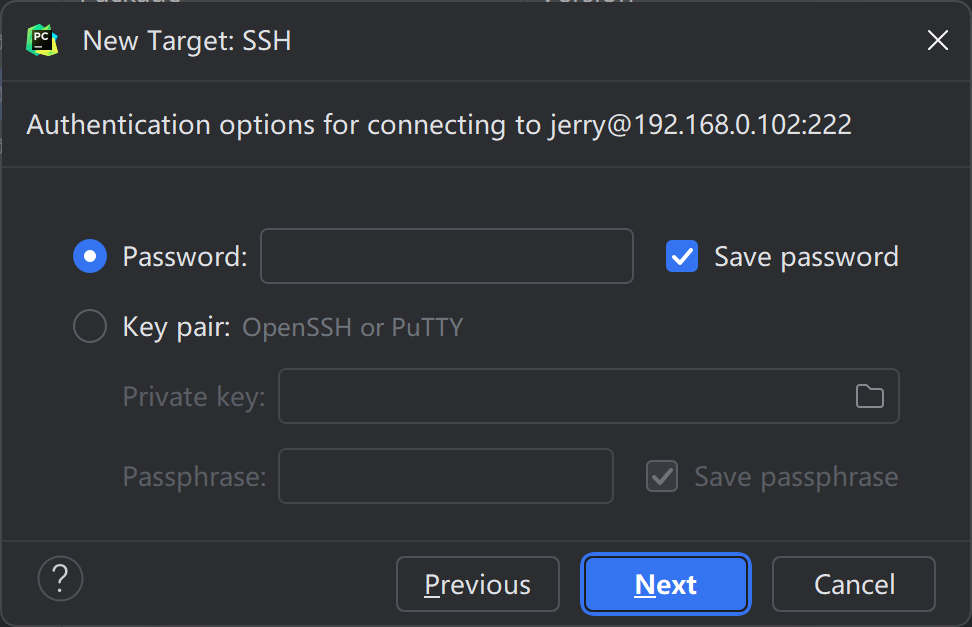 PC
New Target: SSH
Authentication options for connecting to jerry@192.168.0.102:222
Password:
Save password
Key pair: OpenSSH or PuTTY
Private key:
Passphrase:
Save passphrase
?
Previous
Next
Cancel